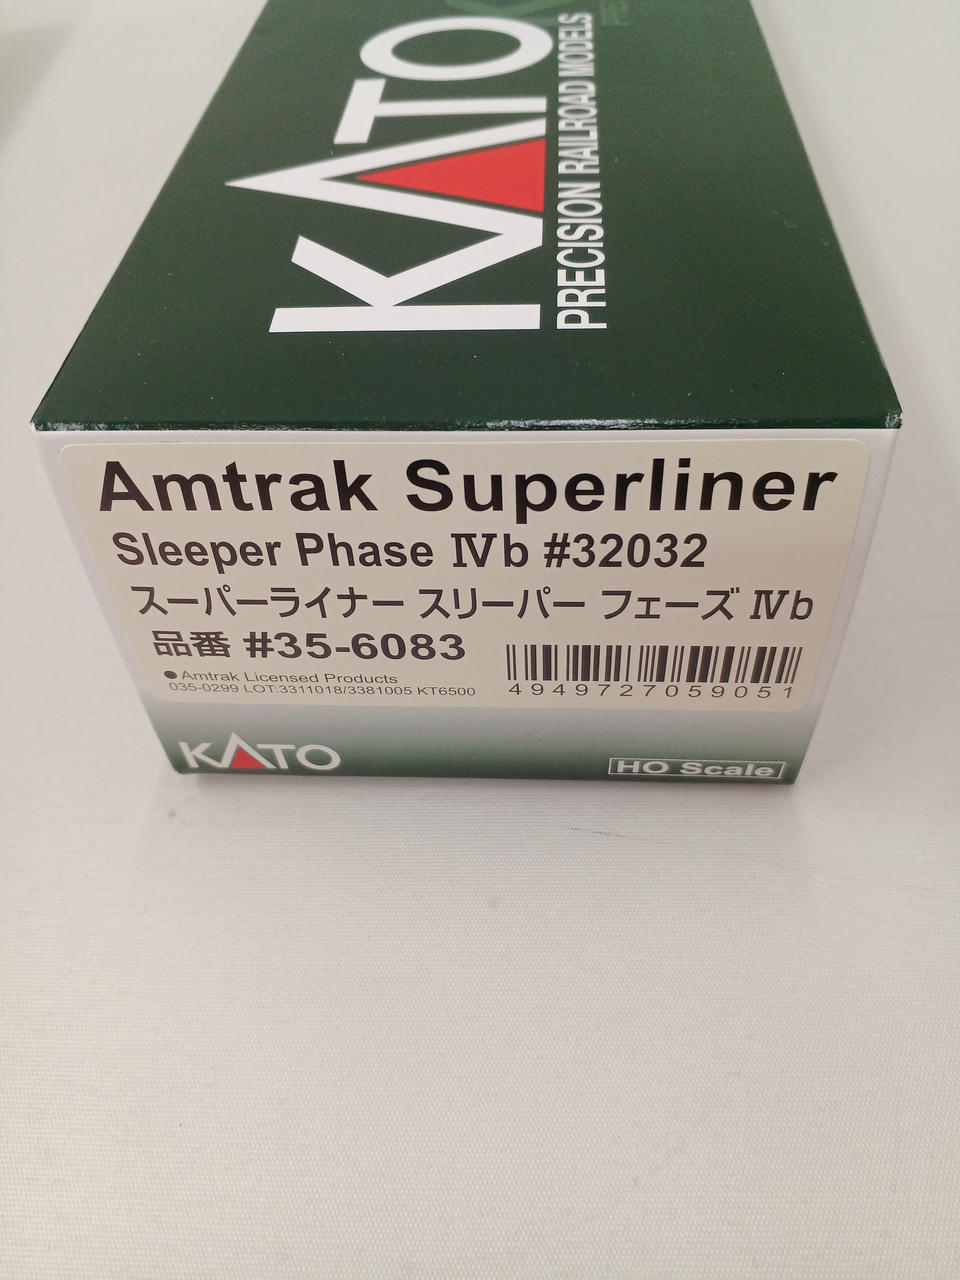 KATO
PRECISION RAILROAD MODELS
Amtrak Superliner
Sleeper Phase Ⅳb #32032
スーパーライナー スリーパー フェーズ Ⅳb
品番 #35-6083
●Amtrak Licensed Products
035-0299 LOT:3311018/3381005 KT6500
4949727059051
KATO
HO Scale